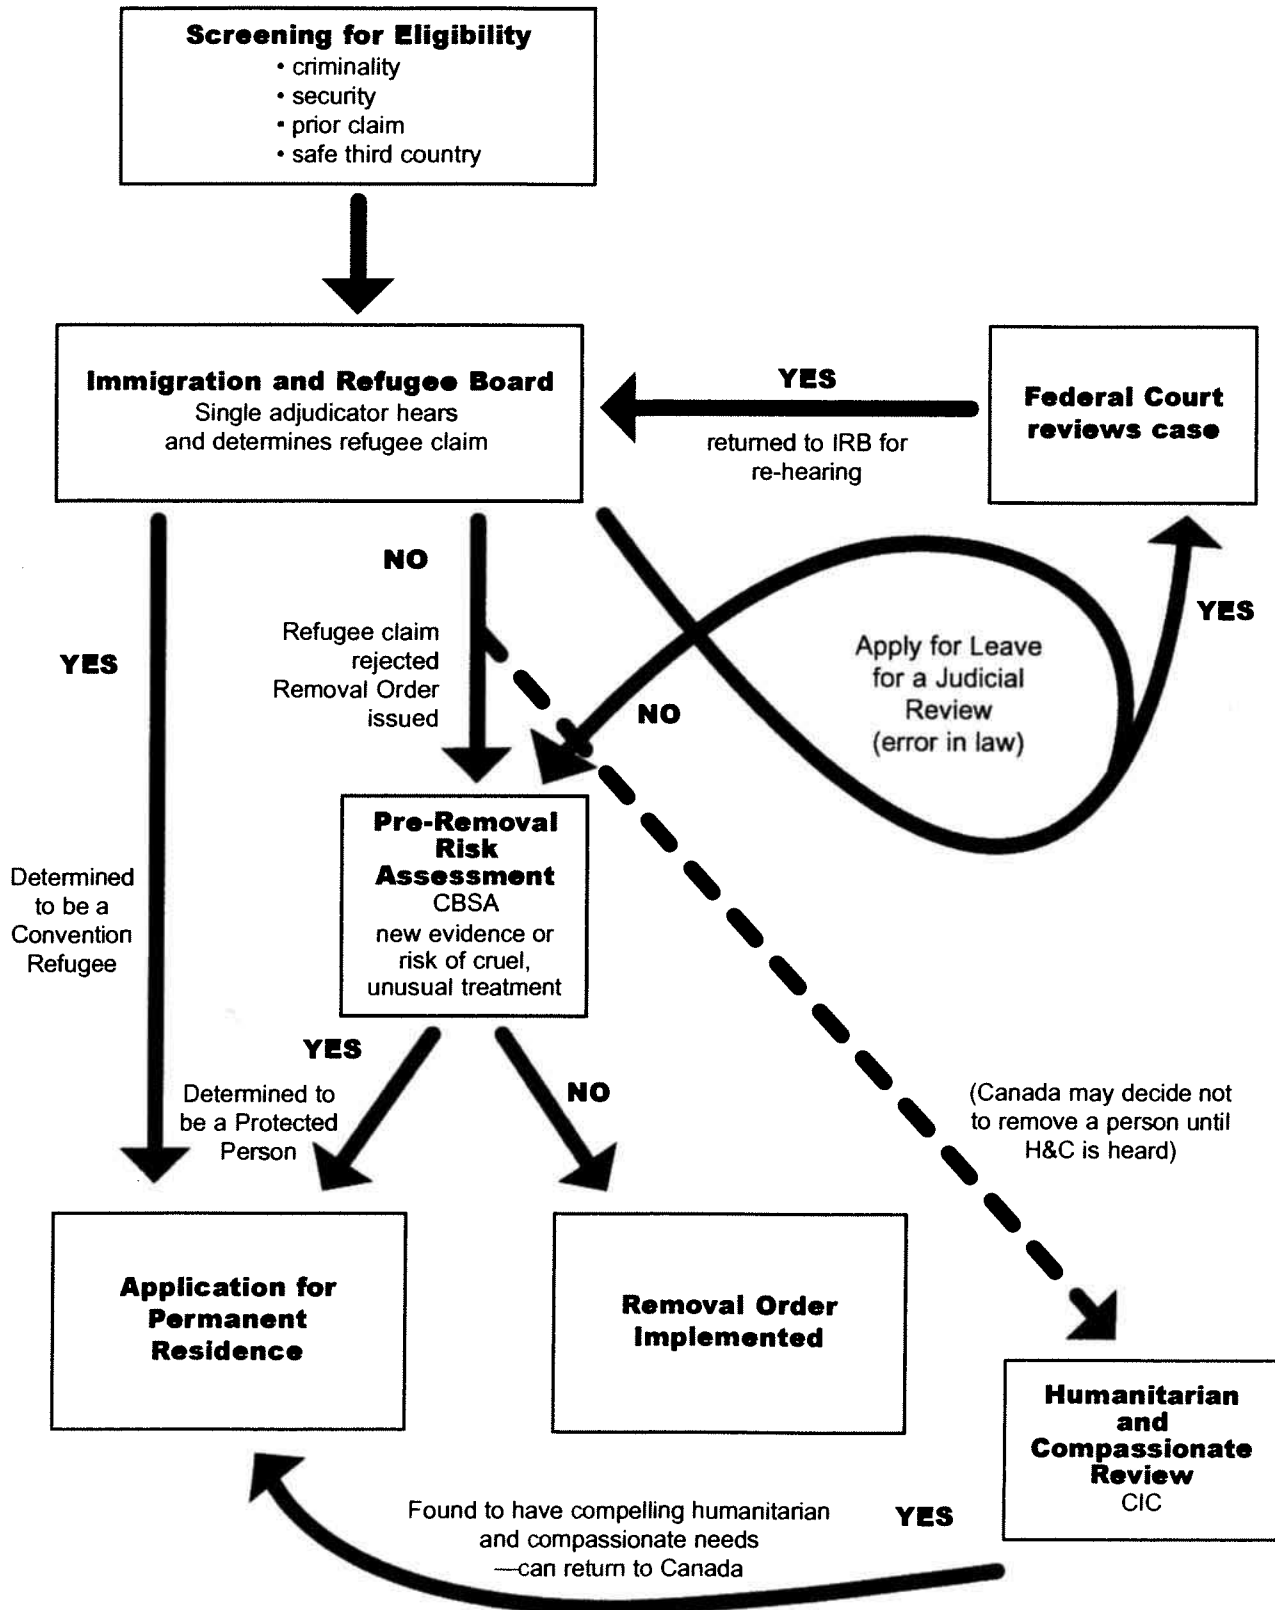 Screening for Eligibility
• criminality
• security
• prior claim
• safe third country
Immigration and Refugee Board
Single adjudicator hears
and determines refugee claim
YES
returned to IRB for
re-hearing
Federal Court
reviews case
NO
Refugee claim
rejected
Removal Order
issued
YES
Determined
to be a
Convention
Refugee
NO
Apply for Leave
for a Judicial
Review
(error in law)
YES
Pre-Removal
Risk
Assessment
CBSA
new evidence or
risk of cruel,
unusual treatment
YES
Determined to
be a Protected
Person
NO
(Canada may decide not
to remove a person until
H&C is heard)
Application for
Permanent
Residence
Removal Order
Implemented
Humanitarian
and
Compassionate
Review
CIC
YES
Found to have compelling humanitarian
and compassionate needs
—can return to Canada